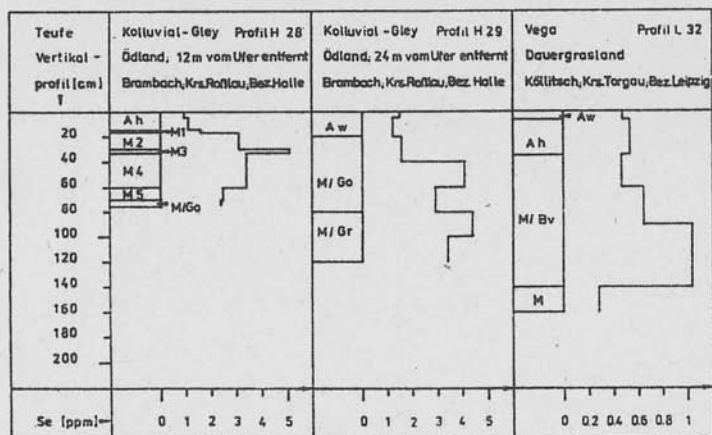 Teufe
Vertikal-
profil [cm]
Kolluvial-Gley Profil H 28
Ödland, 12m vom Ufer entfernt
Brambach, Krs. Roßlau, Bez. Halle
Kolluvial-Gley Profil H 29
Ödland, 24 m vom Ufer entfernt
Brambach, Krs. Roßlau, Bez. Halle
Vega Profil L 32
Dauergrasland
Köllitsch, Krs. Torgau, Bez. Leipzig
20
40
60
80
100
120
140
160
180
200
Ah
M1
M2
M3
M4
M5
M/Go
Aw
M/Go
M/Gr
Aw
Ah
M/Bv
M
Se [ppm]
0 1 2 3 4 5
0 1 2 3 4 5
0 0.2 0.4 0.6 0.8 1